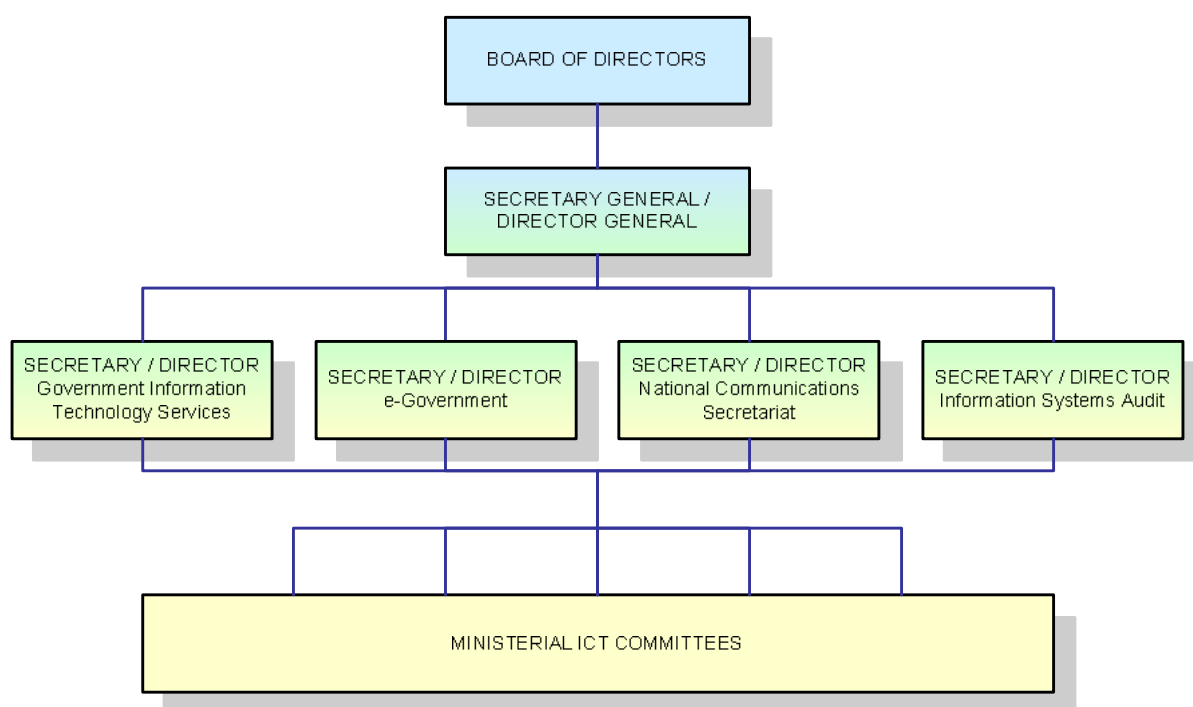 BOARD OF DIRECTORS
SECRETARY GENERAL /
DIRECTOR GENERAL
SECRETARY / DIRECTOR
Government Information
Technology Services
SECRETARY / DIRECTOR
e-Government
SECRETARY / DIRECTOR
National Communications
Secretariat
SECRETARY / DIRECTOR
Information Systems Audit
MINISTERIAL ICT COMMITTEES